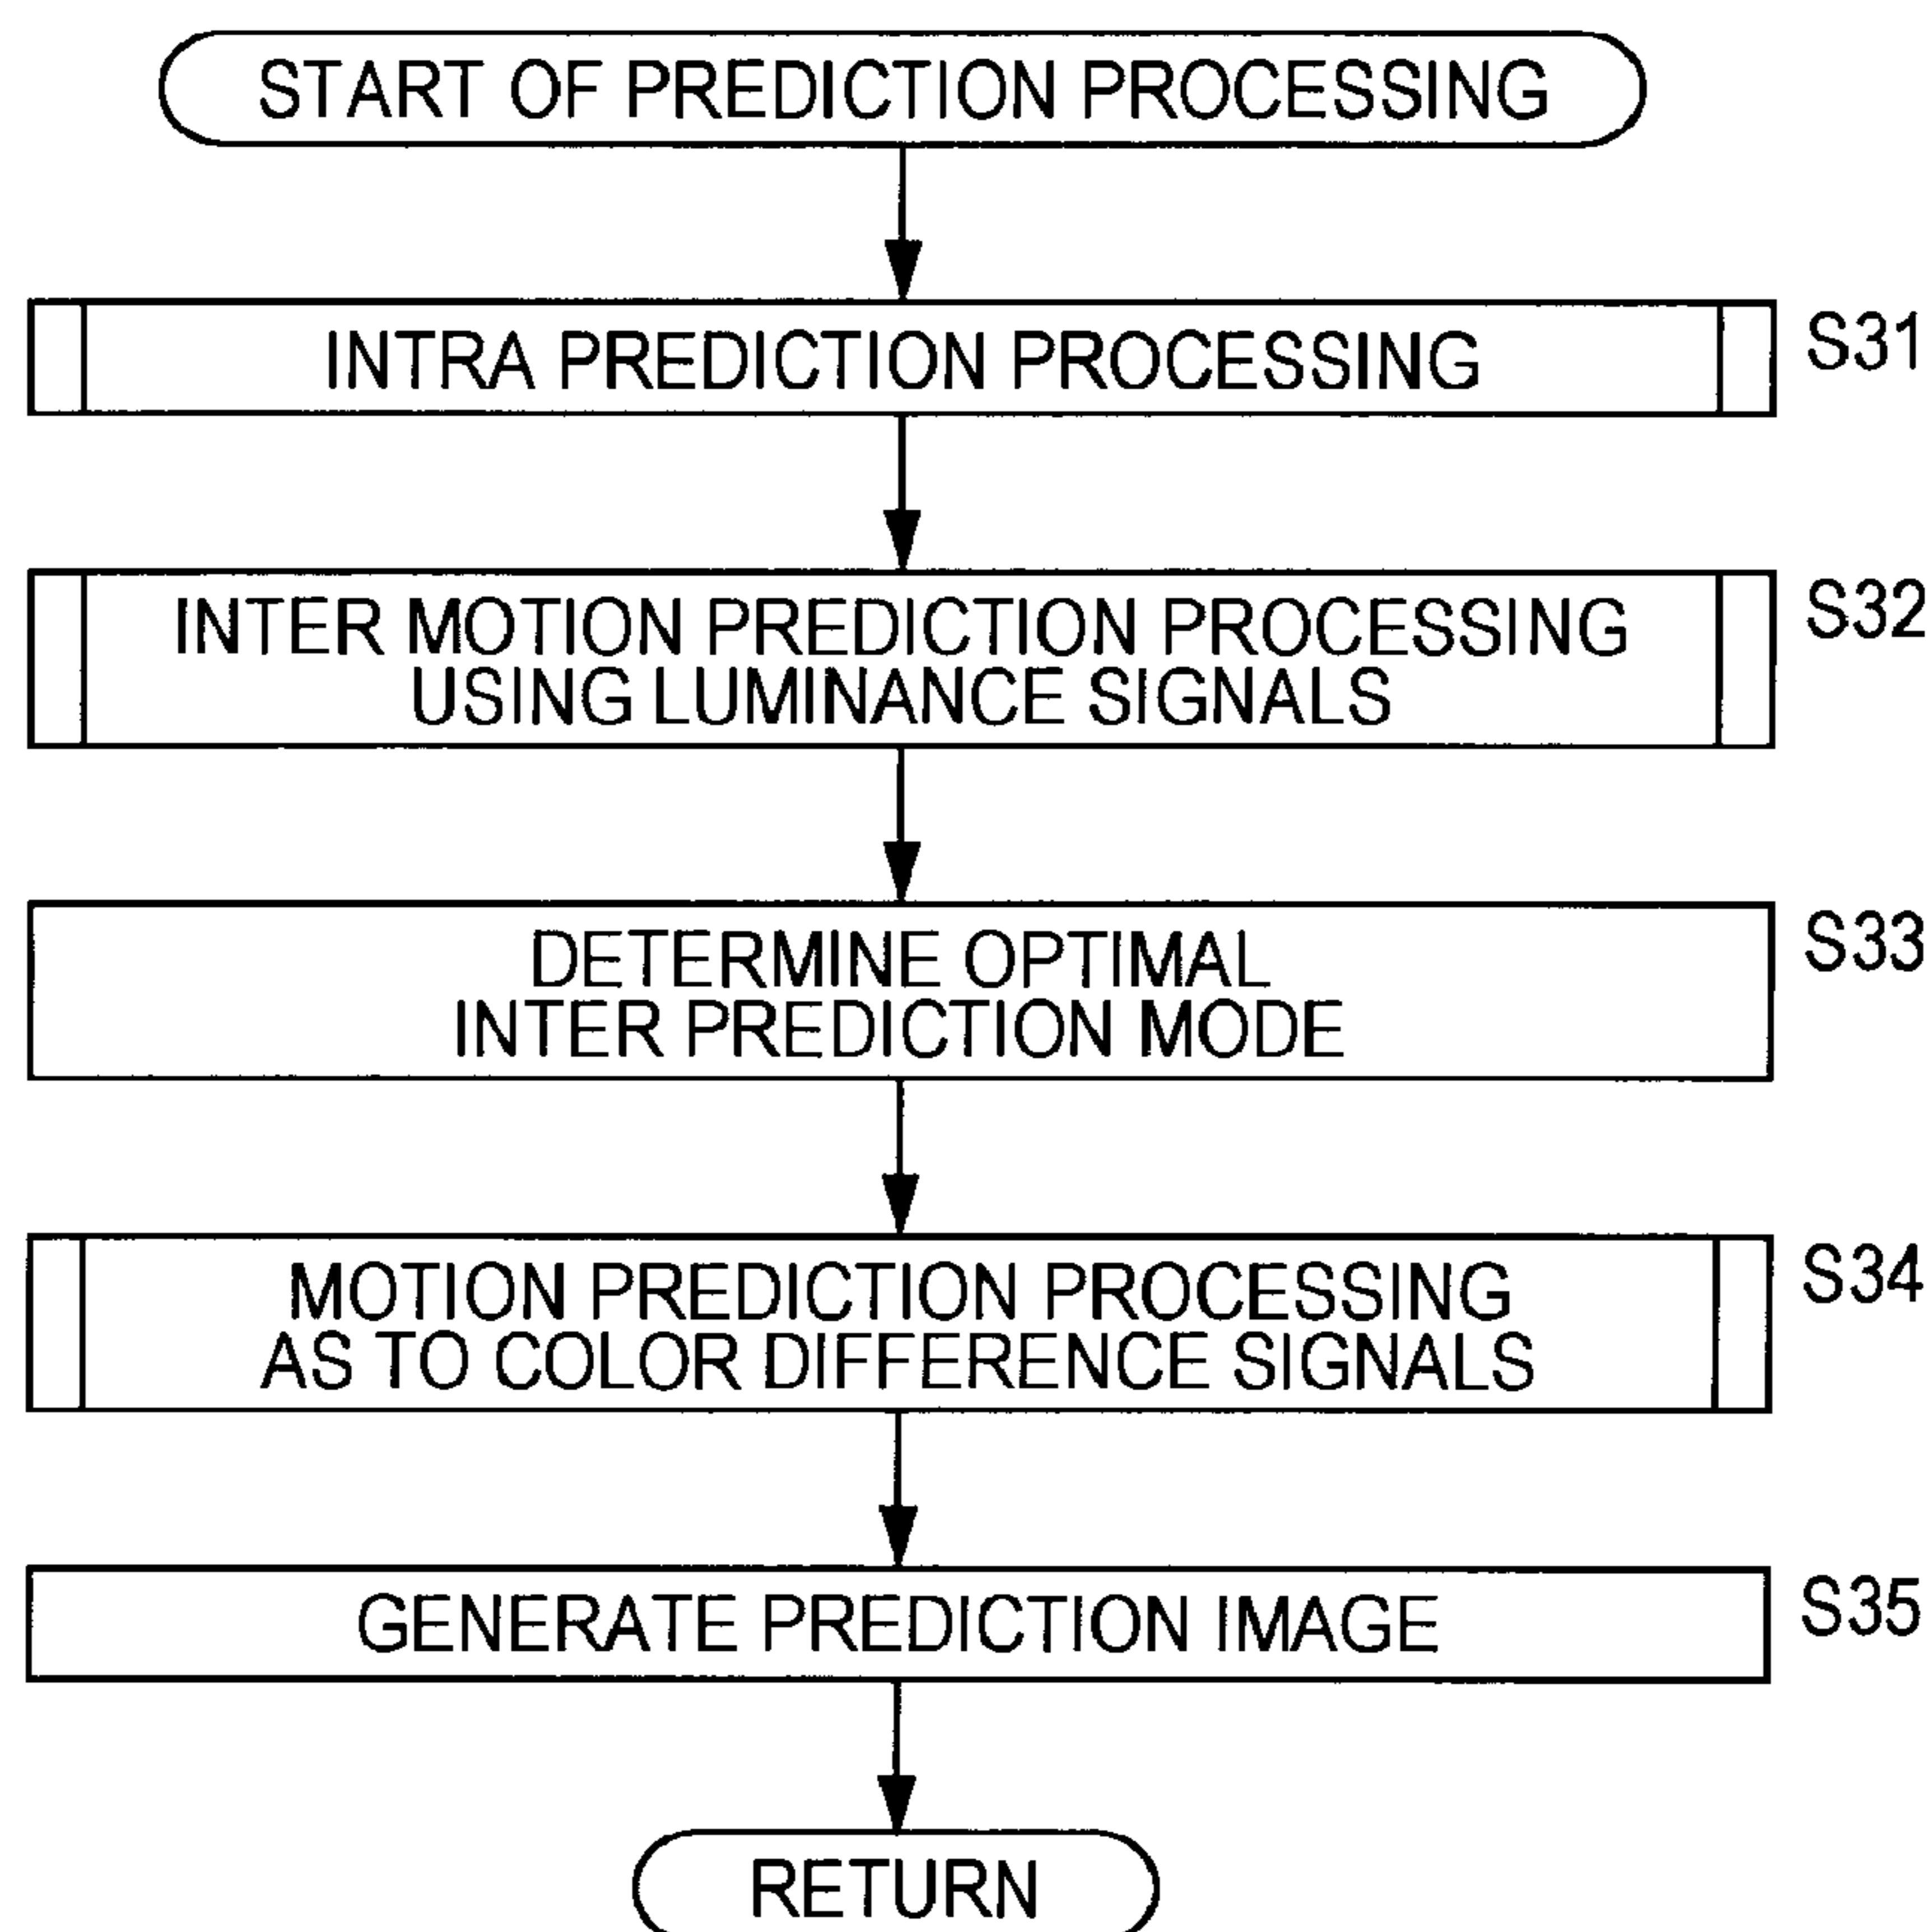 START OF PREDICTION PROCESSING
INTRA PREDICTION PROCESSING
S31
INTER MOTION PREDICTION PROCESSING
USING LUMINANCE SIGNALS
S32
DETERMINE OPTIMAL
INTER PREDICTION MODE
S33
MOTION PREDICTION PROCESSING
AS TO COLOR DIFFERENCE SIGNALS
S34
GENERATE PREDICTION IMAGE
S35
RETURN